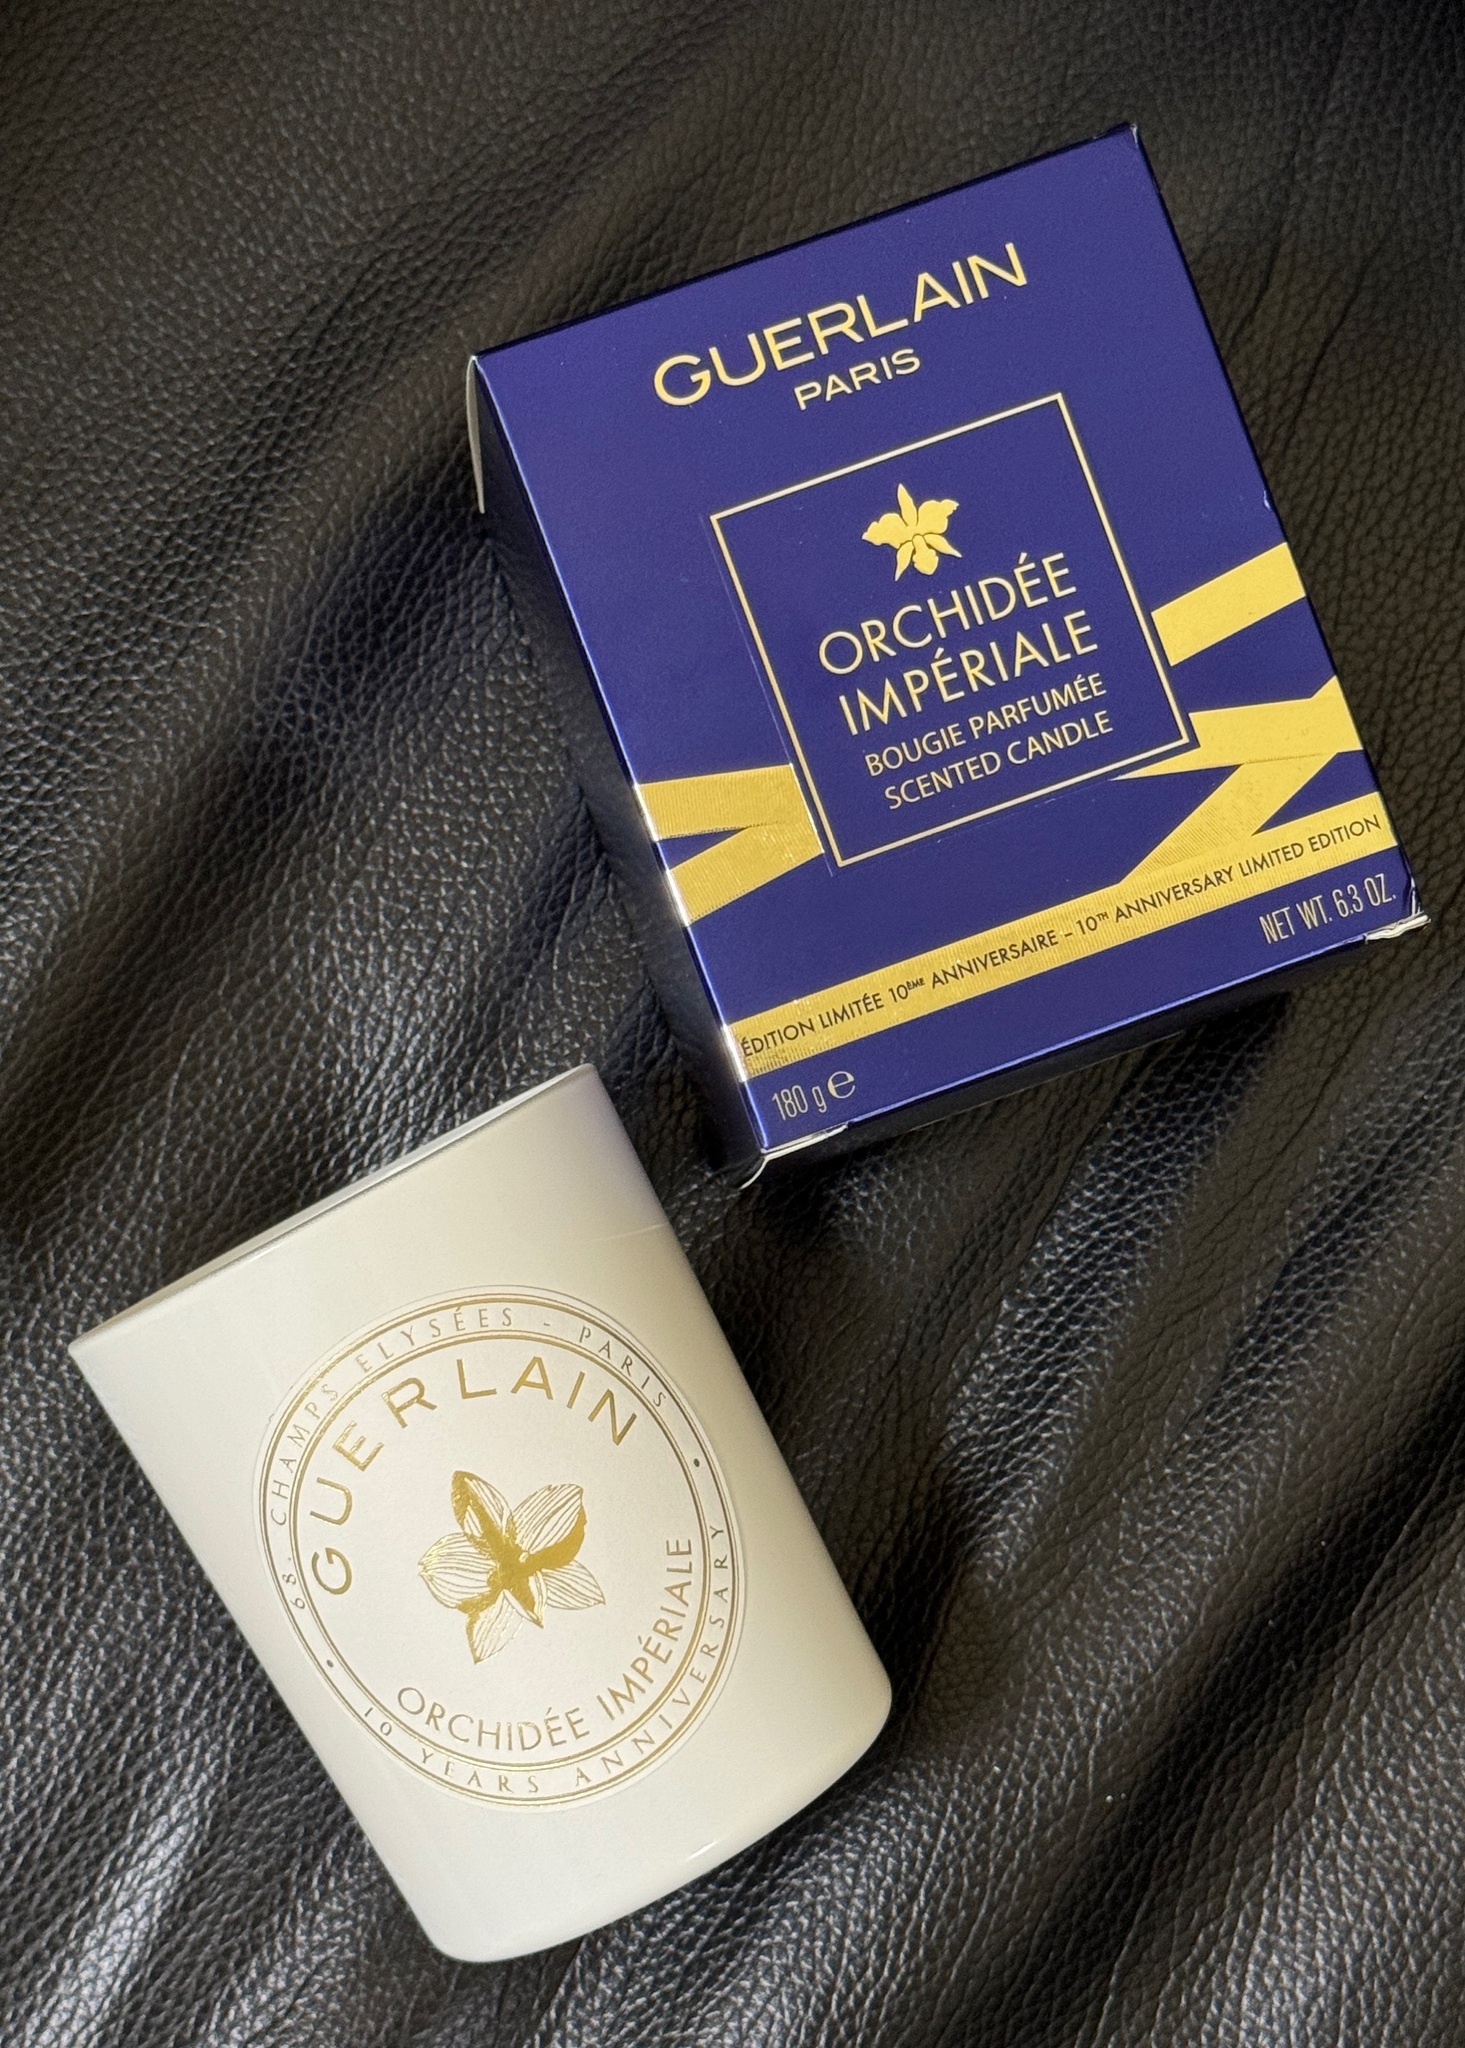 GUERLAIN
PARIS
ORCHIDÉE
IMPÉRIALE
BOUGIE PARFUMÉE
SCENTED CANDLE
ÉDITION LIMITÉE 10ÈME ANNIVERSAIRE – 10TH ANNIVERSARY LIMITED EDITION
180 g ℮
NET WT. 6.3 OZ.
68. CHAMPS ELYSÉES - PARIS
GUERLAIN
ORCHIDÉE IMPÉRIALE
10 YEARS ANNIVERSARY